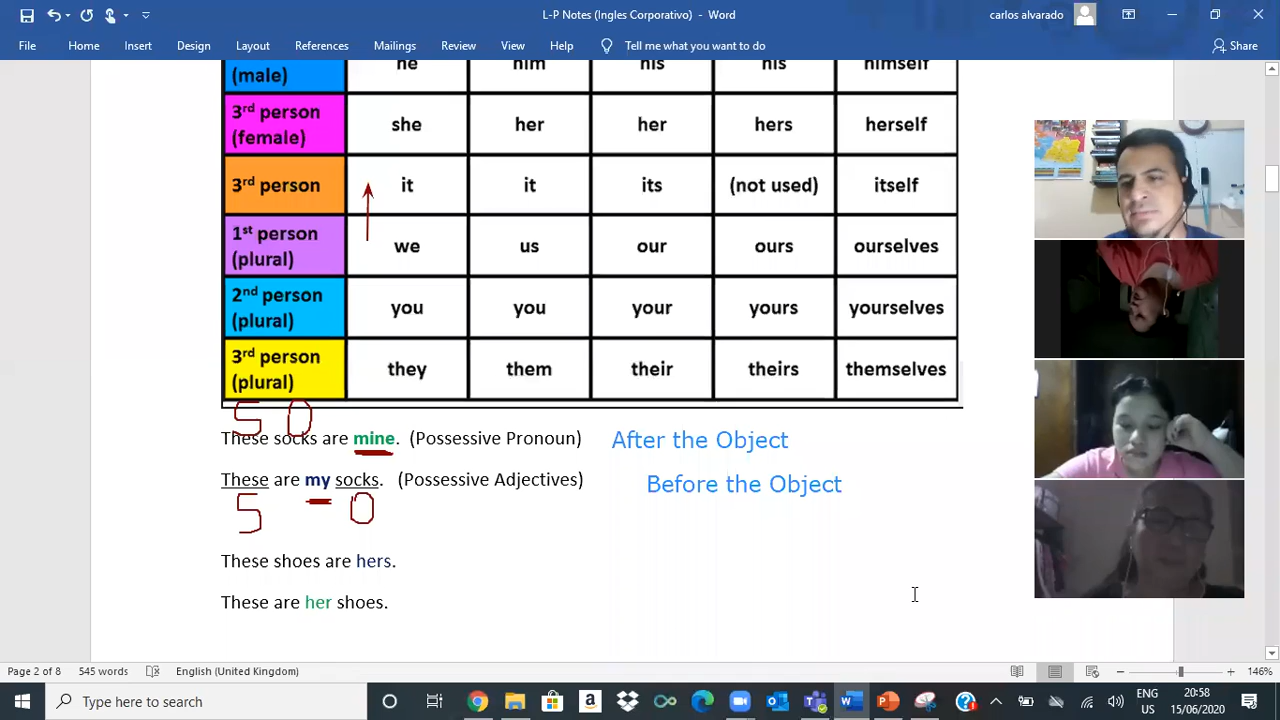 L-P Notes (Ingles Corporativo) - Word
carlos alvarado
File Home Insert Design Layout References Mailings Review View Help Tell me what you want to do Share
(male) he him his his himself
3rd person (female) she her her hers herself
3rd person it it its (not used) itself
1st person (plural) we us our ours ourselves
2nd person (plural) you you your yours yourselves
3rd person (plural) they them their theirs themselves
S O
These socks are mine. (Possessive Pronoun) After the Object
These are my socks. (Possessive Adjectives) Before the Object
S O
These shoes are hers.
These are her shoes.
Page 2 of 8 545 words English (United Kingdom) 146%
Type here to search
ENG 20:58
US 15/06/2020